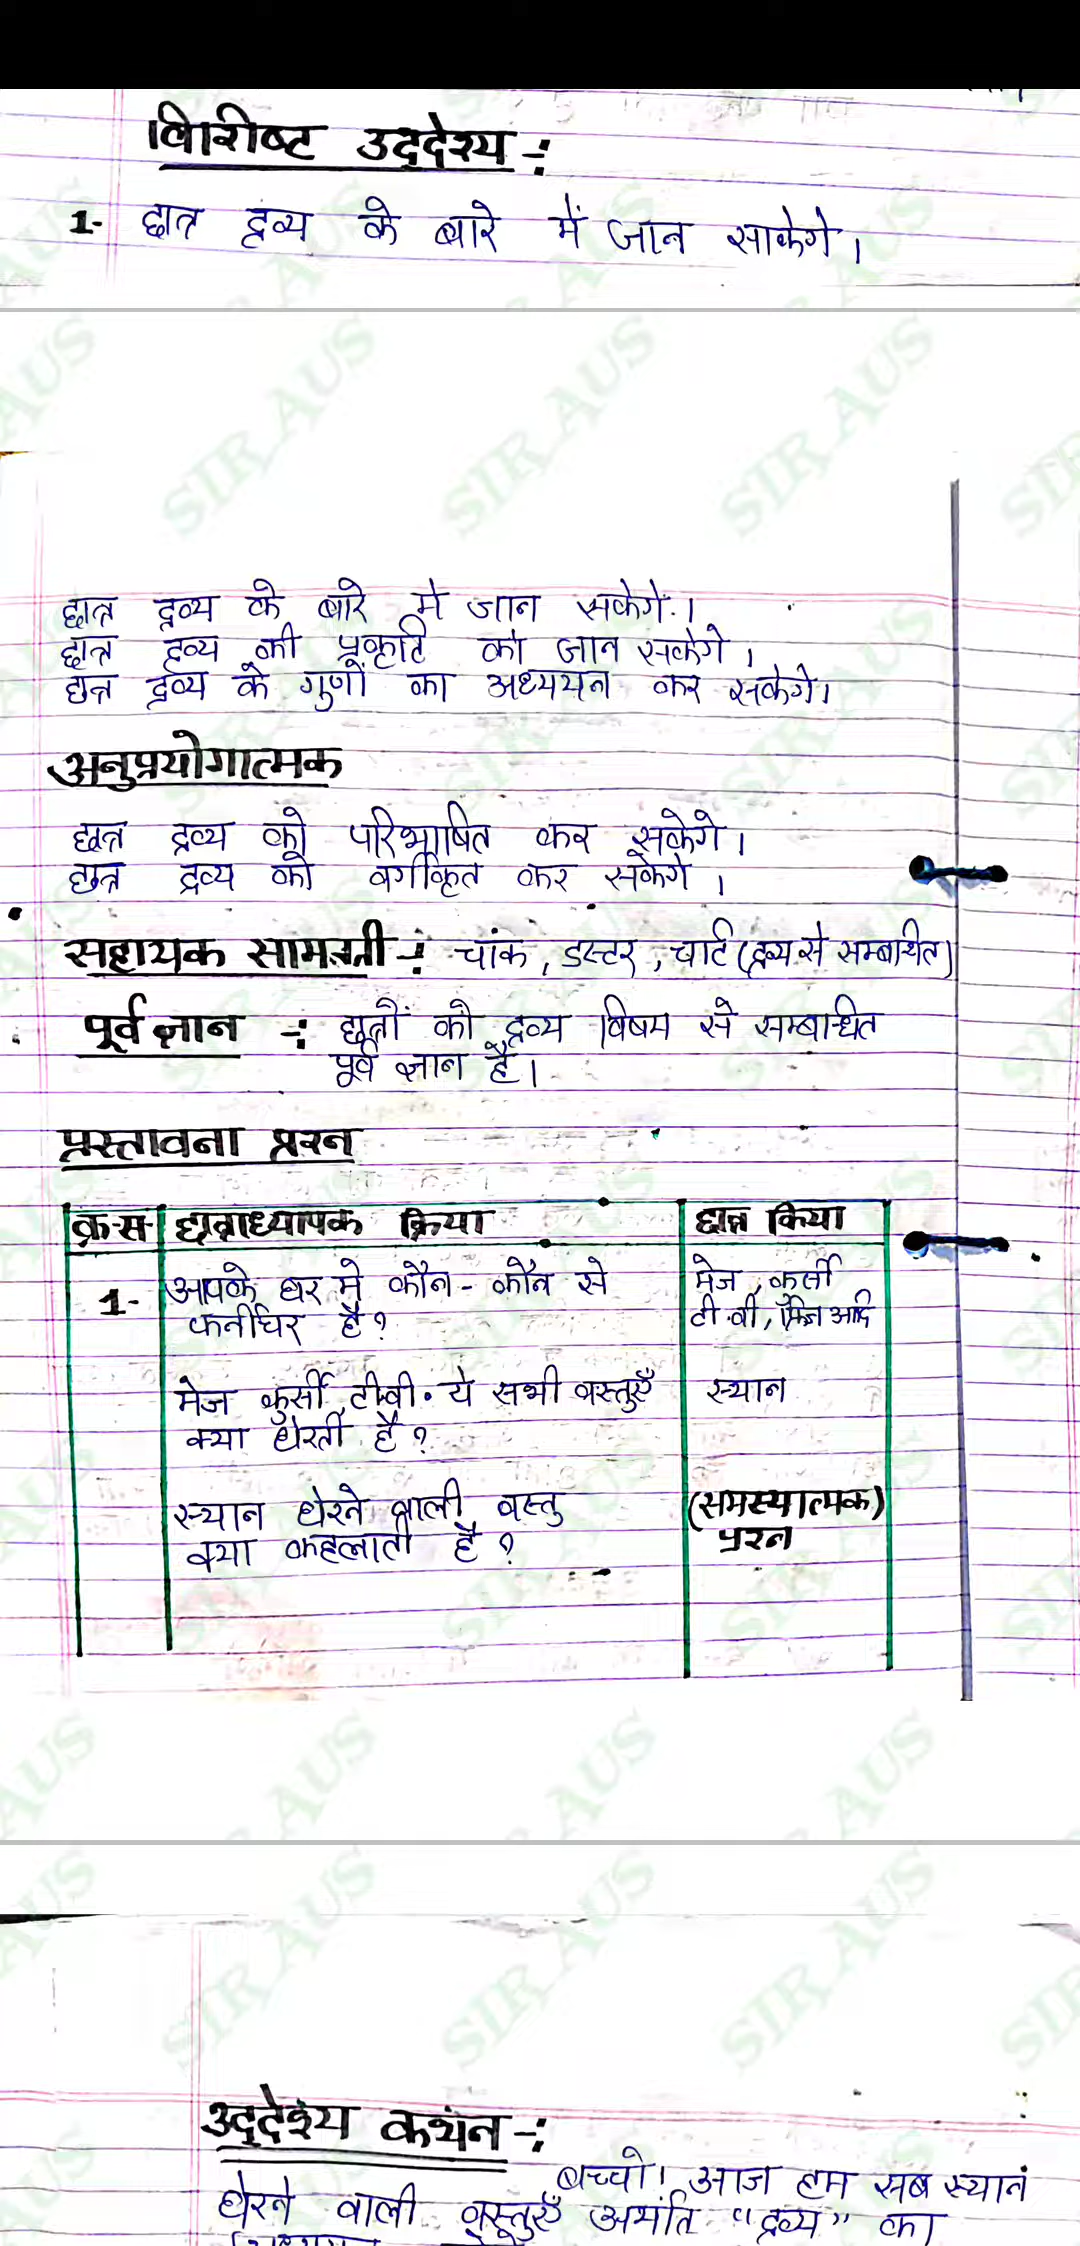 विशिष्ट उद्देश्य -:
1- छात्र द्रव्य के बारे में जान साकेगे।
छात्र द्रव्य के बारे मे जान सकेगे।
छात्र द्रव्य की प्रकृति को जान सकेगे।
छात्र द्रव्य के गुणों का अध्ययन कर सकेगे।
अनुप्रयोगात्मक
छात्र द्रव्य को परिभाषित कर सकेगे।
छात्र द्रव्य को वर्गीकृत कर सकेगे।
सहायक सामग्री -: चांक, डस्टर, चार्ट (द्रव्य से सम्बाधित)
पूर्व ज्ञान -: छात्रों को द्रव्य विषय से सम्बाधित
पूर्व ज्ञान है।
प्रस्तावना प्रश्न
क्र.स छात्राध्यापक क्रिया छात्र क्रिया
1- आपके घर मे कौन-कौन से मेज, कुर्सी
फर्नीचर है? टी.वी, फ्रिज आदि
मेज कुर्सी, टी.वी. ये सभी वस्तुएँ स्थान
क्या घेरती है?
स्थान घेरने वाली वस्तु (समस्यात्मक)
क्या कहलाती है? प्रश्न
उद्देश्य कथन -:
बच्चो! आज हम सब स्थान
घेरने वाली वस्तुएँ अर्थात "द्रव्य" का
SIR AUS